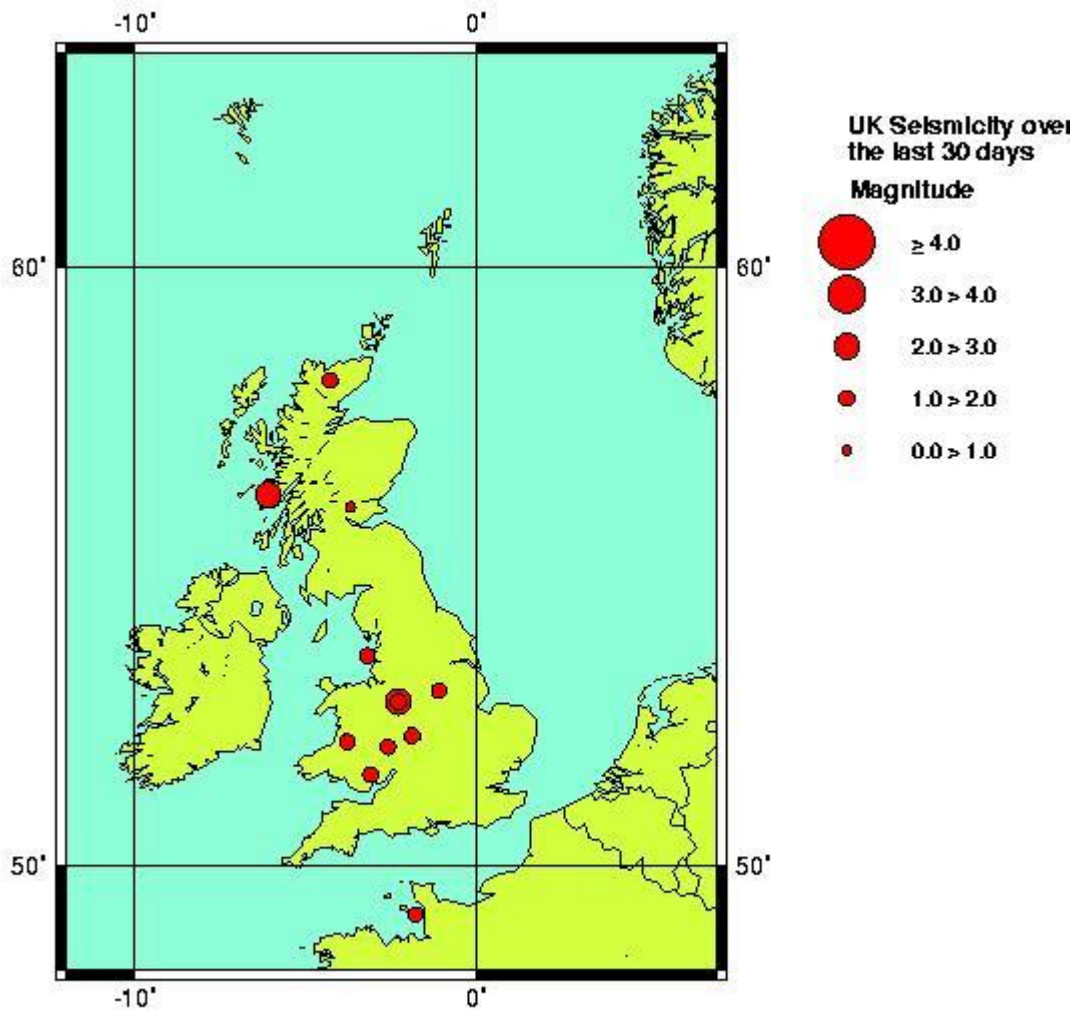 -10° 0°
UK Seismicity over
the last 30 days
Magnitude
≥ 4.0
60° 60°
3.0 > 4.0
2.0 > 3.0
1.0 > 2.0
0.0 > 1.0
50° 50°
-10° 0°